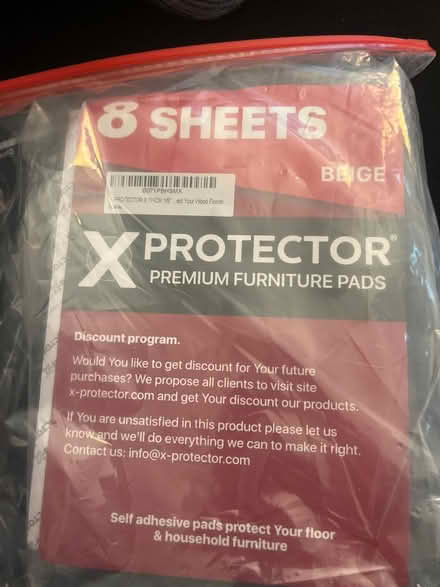 8 SHEETS
BEIGE
X PROTECTOR®
PREMIUM FURNITURE PADS
Discount program.
Would You like to get discount for Your future
purchases? We propose all clients to visit site
x-protector.com and get Your discount our products.
If You are unsatisfied in this product please let us
know and we'll do everything we can to make it right.
Contact us: info@x-protector.com
Self adhesive pads protect Your floor
& household furniture